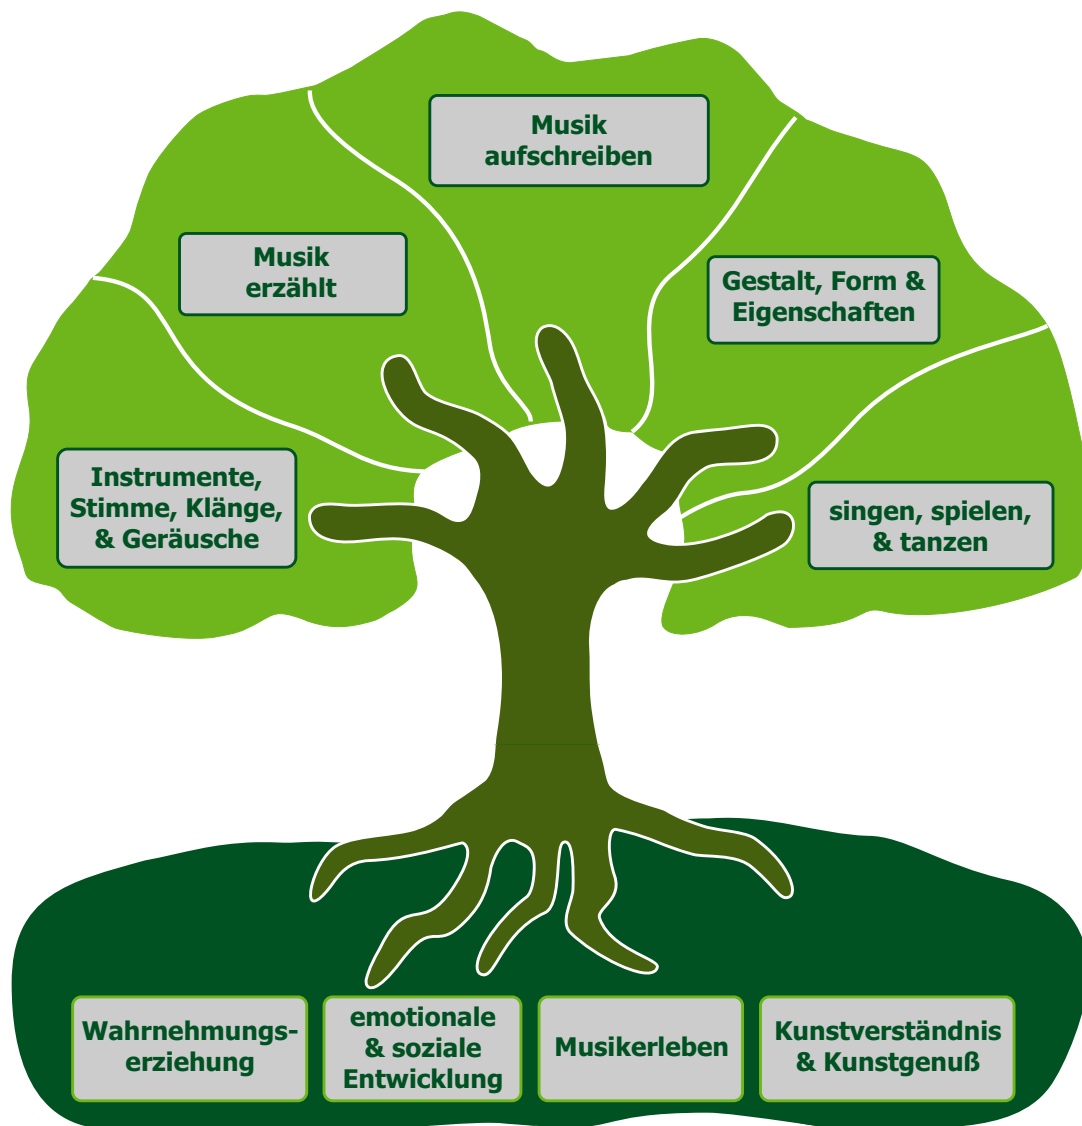 Musik
aufschreiben
Musik
erzählt
Gestalt, Form &
Eigenschaften
Instrumente,
Stimme, Klänge,
& Geräusche
singen, spielen,
& tanzen
Wahrnehmungs-
erziehung
emotionale
& soziale
Entwicklung
Musikerleben
Kunstverständnis
& Kunstgenuß